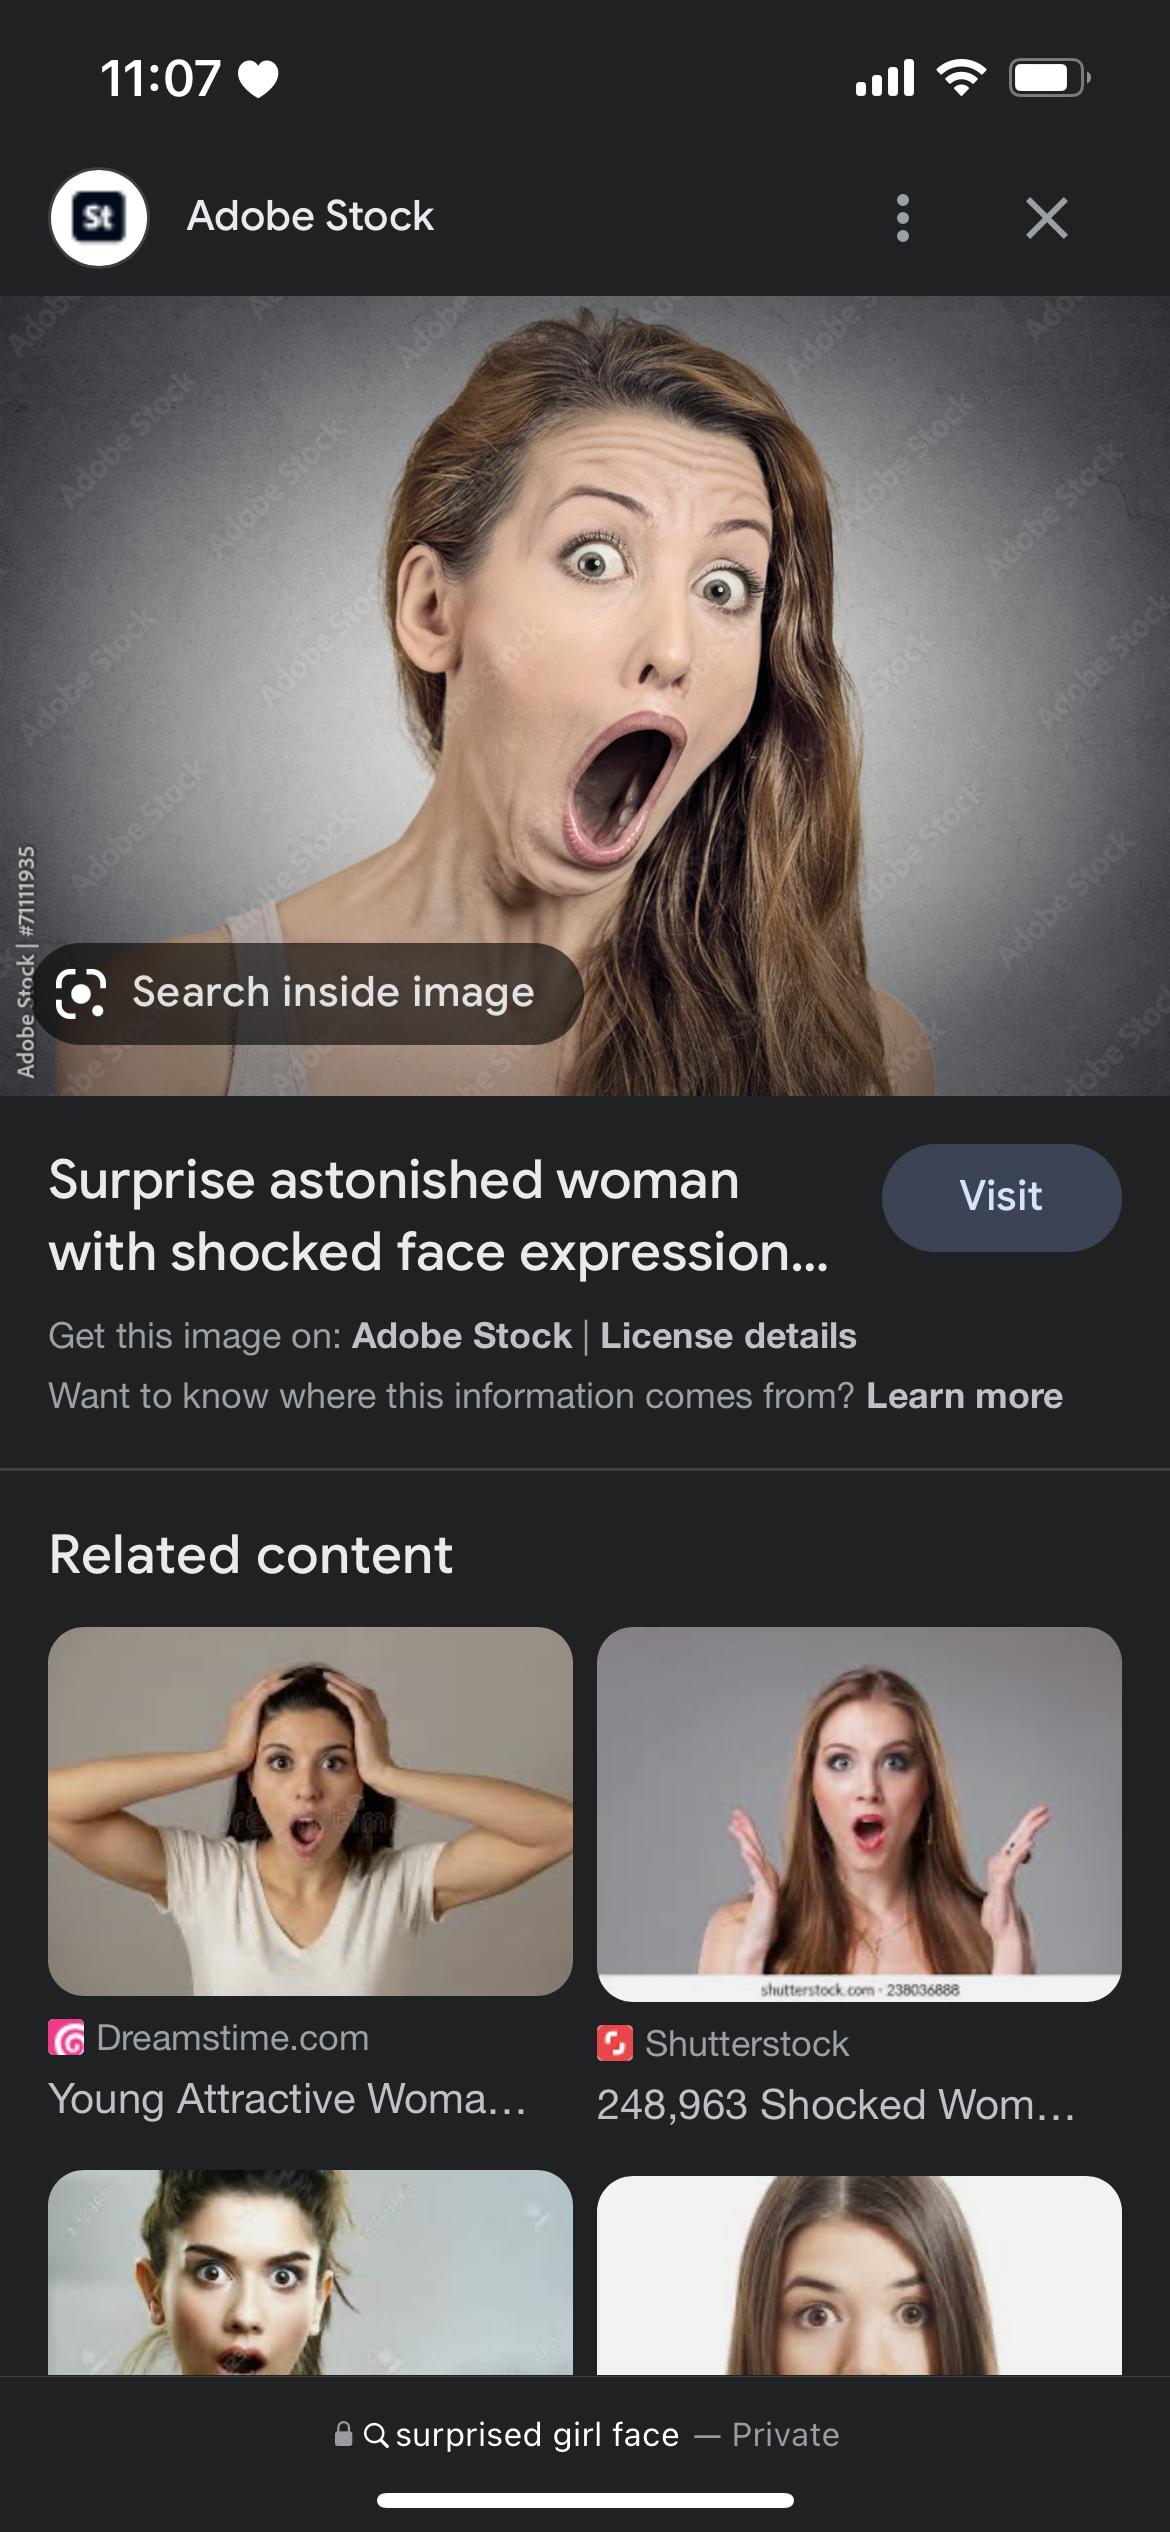 11:07
St
Adobe Stock
Adobe Stock | #71111935
Search inside image
Surprise astonished woman
with shocked face expression...
Visit
Get this image on: Adobe Stock | License details
Want to know where this information comes from? Learn more
Related content
shutterstock.com · 238036888
Dreamstime.com
Young Attractive Woma...
Shutterstock
248,963 Shocked Wom...
surprised girl face — Private